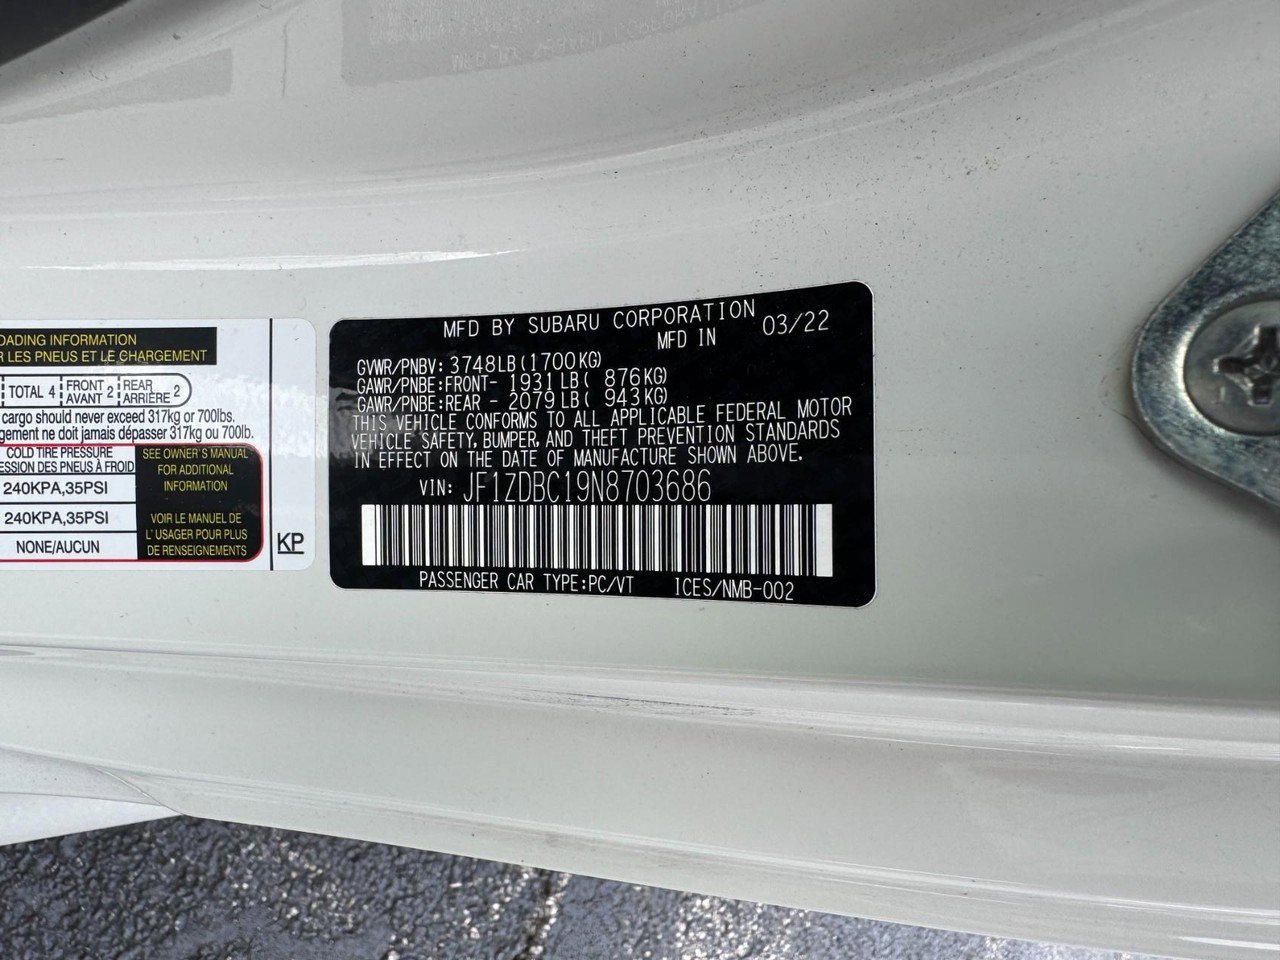 OADING INFORMATION
R LES PNEUS ET LE CHARGEMENT
TOTAL 4 FRONT AVANT 2 REAR ARRIÈRE 2
cargo should never exceed 317kg or 700lbs.
gement ne doit jamais dépasser 317kg ou 700lb.
COLD TIRE PRESSURE
ESSION DES PNEUS À FROID
240KPA,35PSI
240KPA,35PSI
NONE/AUCUN
SEE OWNER'S MANUAL
FOR ADDITIONAL
INFORMATION
VOIR LE MANUEL DE
L' USAGER POUR PLUS
DE RENSEIGNEMENTS
KP
MFD BY SUBARU CORPORATION
MFD IN 03/22
GVWR/PNBV: 3748LB(1700KG)
GAWR/PNBE:FRONT- 1931LB( 876KG)
GAWR/PNBE:REAR - 2079LB( 943KG)
THIS VEHICLE CONFORMS TO ALL APPLICABLE FEDERAL MOTOR
VEHICLE SAFETY, BUMPER, AND THEFT PREVENTION STANDARDS
IN EFFECT ON THE DATE OF MANUFACTURE SHOWN ABOVE.
VIN: JF1ZDBC19N8703686
PASSENGER CAR TYPE:PC/VT ICES/NMB-002